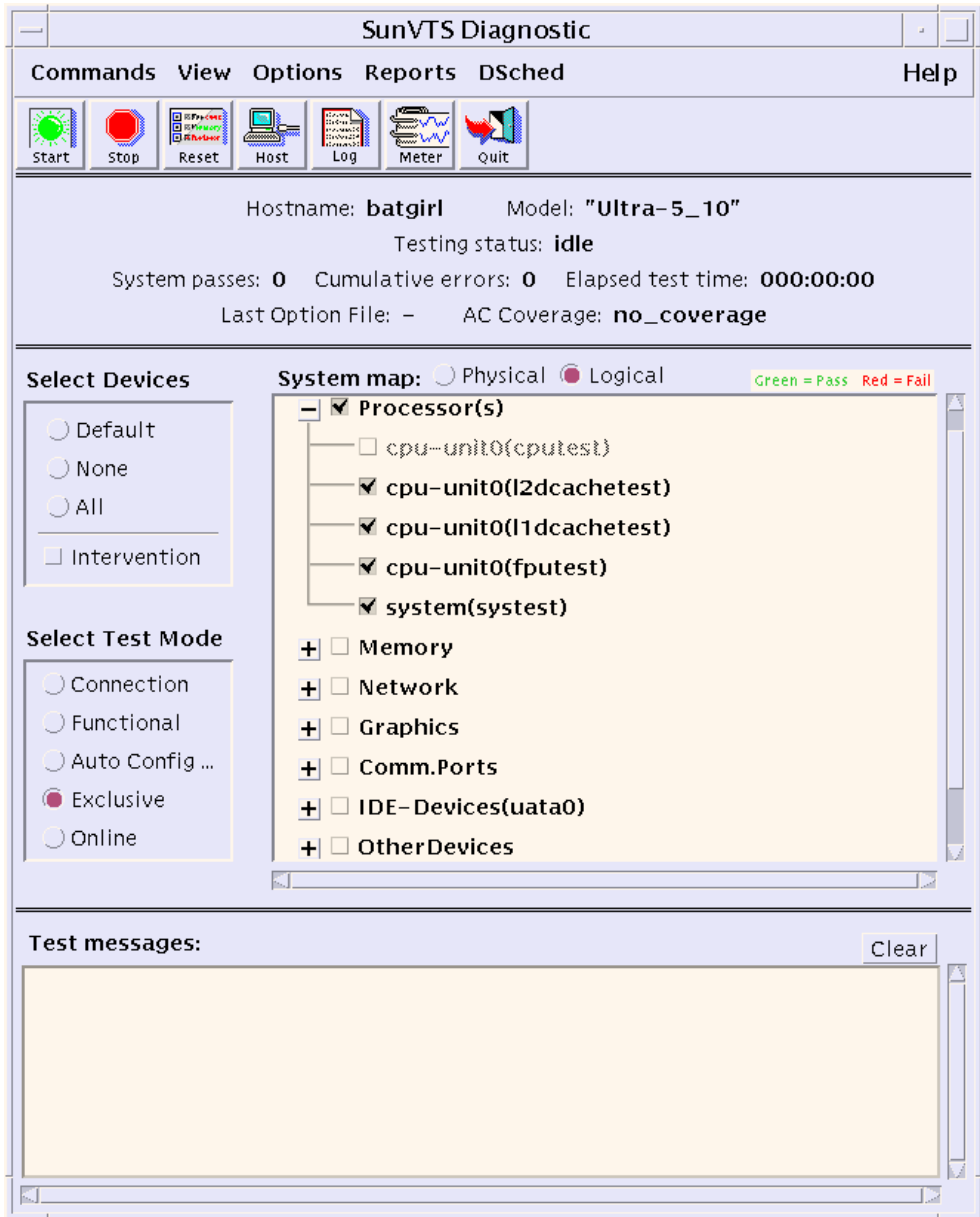 SunVTS Diagnostic
Commands View Options Reports DSched Help
Start Stop Reset Host Log Meter Quit
Hostname: batgirl Model: "Ultra-5_10"
Testing status: idle
System passes: 0 Cumulative errors: 0 Elapsed test time: 000:00:00
Last Option File: – AC Coverage: no_coverage
Select Devices
Default
None
All
Intervention
Select Test Mode
Connection
Functional
Auto Config ...
Exclusive
Online
System map: Physical Logical Green = Pass Red = Fail
Processor(s)
cpu-unit0(cputest)
cpu-unit0(l2dcachetest)
cpu-unit0(l1dcachetest)
cpu-unit0(fputest)
system(systest)
Memory
Network
Graphics
Comm.Ports
IDE-Devices(uata0)
OtherDevices
Test messages: Clear